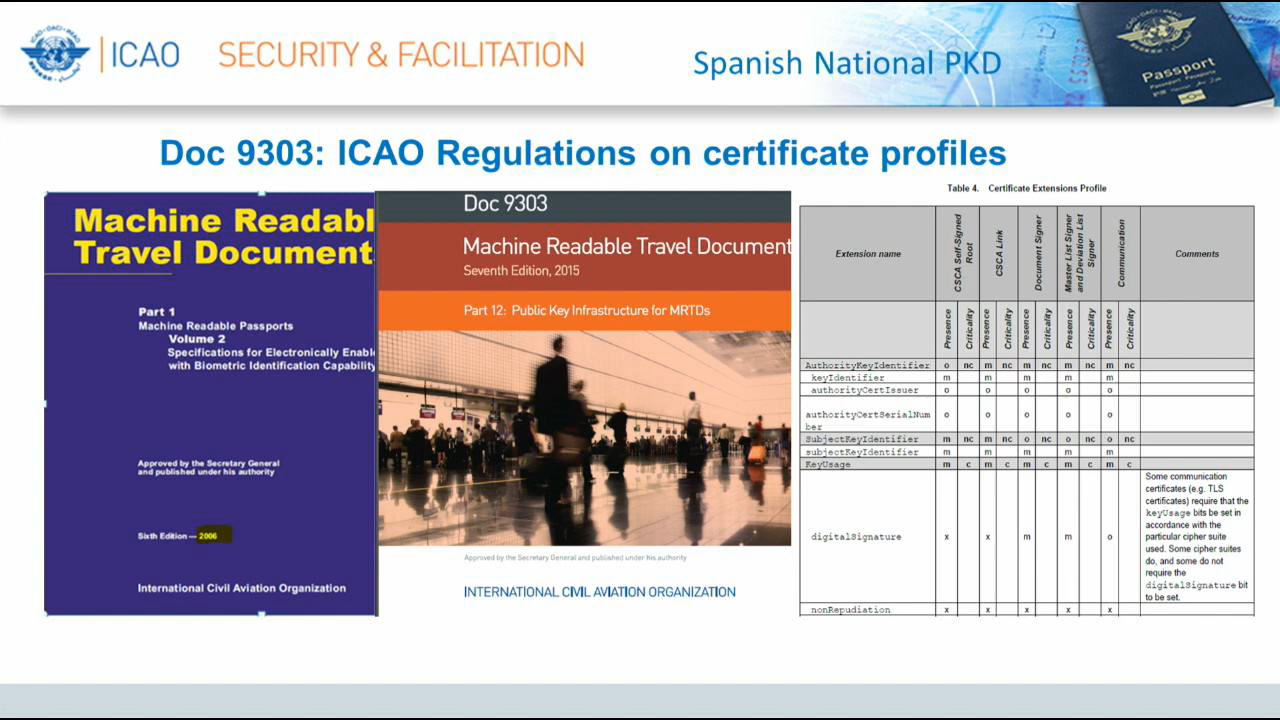 ICAO
SECURITY & FACILITATION
Spanish National PKD
Passport
Doc 9303: ICAO Regulations on certificate profiles
Machine Readabl
Travel Document
Part 1
Machine Readable Passports
Volume 2
Specifications for Electronically Enabl
with Biometric Identification Capability
Approved by the Secretary General
and published under his authority
Sixth Edition — 2006
International Civil Aviation Organization
Doc 9303
Machine Readable Travel Document
Seventh Edition, 2015
Part 12: Public Key Infrastructure for MRTDs
Approved by the Secretary General and published under his authority
INTERNATIONAL CIVIL AVIATION ORGANIZATION
Table 4. Certificate Extensions Profile
Extension name
CSCA Self-Signed
Root
CSCA Link
Document Signer
Master List Signer
and Deviation List
Signer
Communication
Comments
Presence Criticality Presence Criticality Presence Criticality Presence Criticality Presence Criticality
AuthorityKeyIdentifier o nc m nc m nc m nc m nc
keyIdentifier m m m m m
authorityCertIssuer o o o o o
authorityCertSerialNum
ber
o o o o o
SubjectKeyIdentifier m nc m nc o nc o nc o nc
subjectKeyIdentifier m m m m m
KeyUsage m c m c m c m c m c
digitalSignature x x m m o
Some communication
certificates (e.g. TLS
certificates) require that the
keyUsage bits be set in
accordance with the
particular cipher suite
used. Some cipher suites
do, and some do not
require the
digitalSignature bit
to be set.
nonRepudiation x x x x x